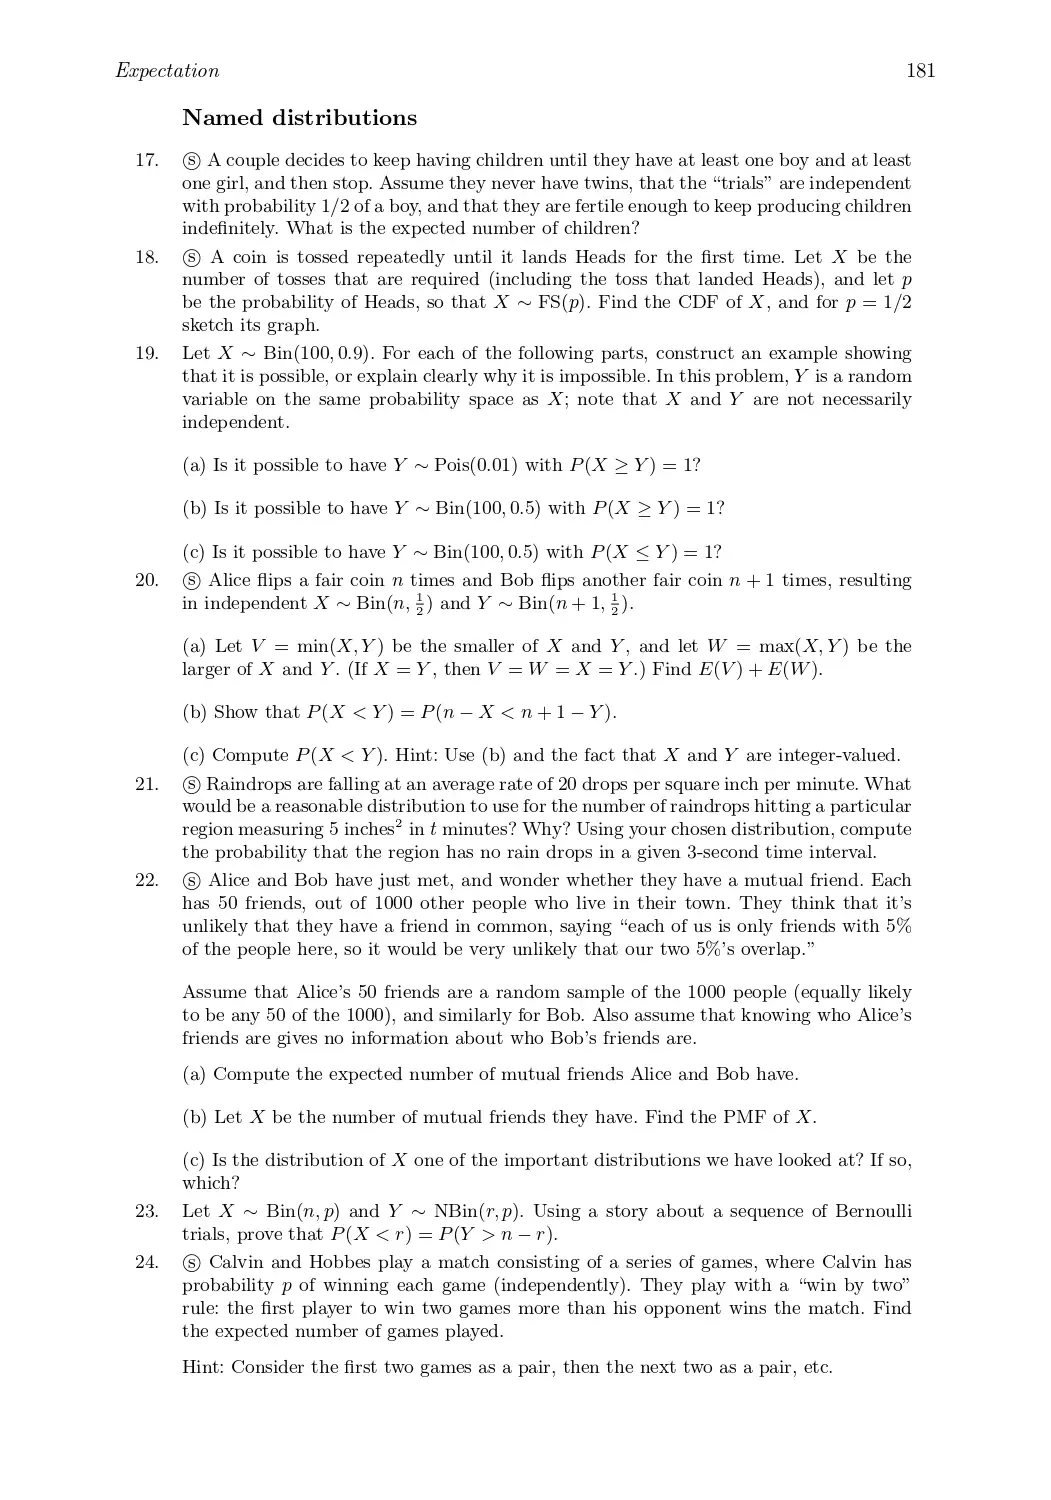 Expectation 181
Named distributions
17. Ⓢ A couple decides to keep having children until they have at least one boy and at least
one girl, and then stop. Assume they never have twins, that the “trials” are independent
with probability 1/2 of a boy, and that they are fertile enough to keep producing children
indefinitely. What is the expected number of children?
18. Ⓢ A coin is tossed repeatedly until it lands Heads for the first time. Let X be the
number of tosses that are required (including the toss that landed Heads), and let p
be the probability of Heads, so that X ∼ FS(p). Find the CDF of X, and for p = 1/2
sketch its graph.
19. Let X ∼ Bin(100, 0.9). For each of the following parts, construct an example showing
that it is possible, or explain clearly why it is impossible. In this problem, Y is a random
variable on the same probability space as X; note that X and Y are not necessarily
independent.
(a) Is it possible to have Y ∼ Pois(0.01) with P(X ≥ Y) = 1?
(b) Is it possible to have Y ∼ Bin(100, 0.5) with P(X ≥ Y) = 1?
(c) Is it possible to have Y ∼ Bin(100, 0.5) with P(X ≤ Y) = 1?
20. Ⓢ Alice flips a fair coin n times and Bob flips another fair coin n + 1 times, resulting
in independent X ∼ Bin(n, 1/2) and Y ∼ Bin(n + 1, 1/2).
(a) Let V = min(X, Y) be the smaller of X and Y, and let W = max(X, Y) be the
larger of X and Y. (If X = Y, then V = W = X = Y.) Find E(V) + E(W).
(b) Show that P(X < Y) = P(n − X < n + 1 − Y).
(c) Compute P(X < Y). Hint: Use (b) and the fact that X and Y are integer-valued.
21. Ⓢ Raindrops are falling at an average rate of 20 drops per square inch per minute. What
would be a reasonable distribution to use for the number of raindrops hitting a particular
region measuring 5 inches² in t minutes? Why? Using your chosen distribution, compute
the probability that the region has no rain drops in a given 3-second time interval.
22. Ⓢ Alice and Bob have just met, and wonder whether they have a mutual friend. Each
has 50 friends, out of 1000 other people who live in their town. They think that it’s
unlikely that they have a friend in common, saying “each of us is only friends with 5%
of the people here, so it would be very unlikely that our two 5%’s overlap.”
Assume that Alice’s 50 friends are a random sample of the 1000 people (equally likely
to be any 50 of the 1000), and similarly for Bob. Also assume that knowing who Alice’s
friends are gives no information about who Bob’s friends are.
(a) Compute the expected number of mutual friends Alice and Bob have.
(b) Let X be the number of mutual friends they have. Find the PMF of X.
(c) Is the distribution of X one of the important distributions we have looked at? If so,
which?
23. Let X ∼ Bin(n, p) and Y ∼ NBin(r, p). Using a story about a sequence of Bernoulli
trials, prove that P(X < r) = P(Y > n − r).
24. Ⓢ Calvin and Hobbes play a match consisting of a series of games, where Calvin has
probability p of winning each game (independently). They play with a “win by two”
rule: the first player to win two games more than his opponent wins the match. Find
the expected number of games played.
Hint: Consider the first two games as a pair, then the next two as a pair, etc.